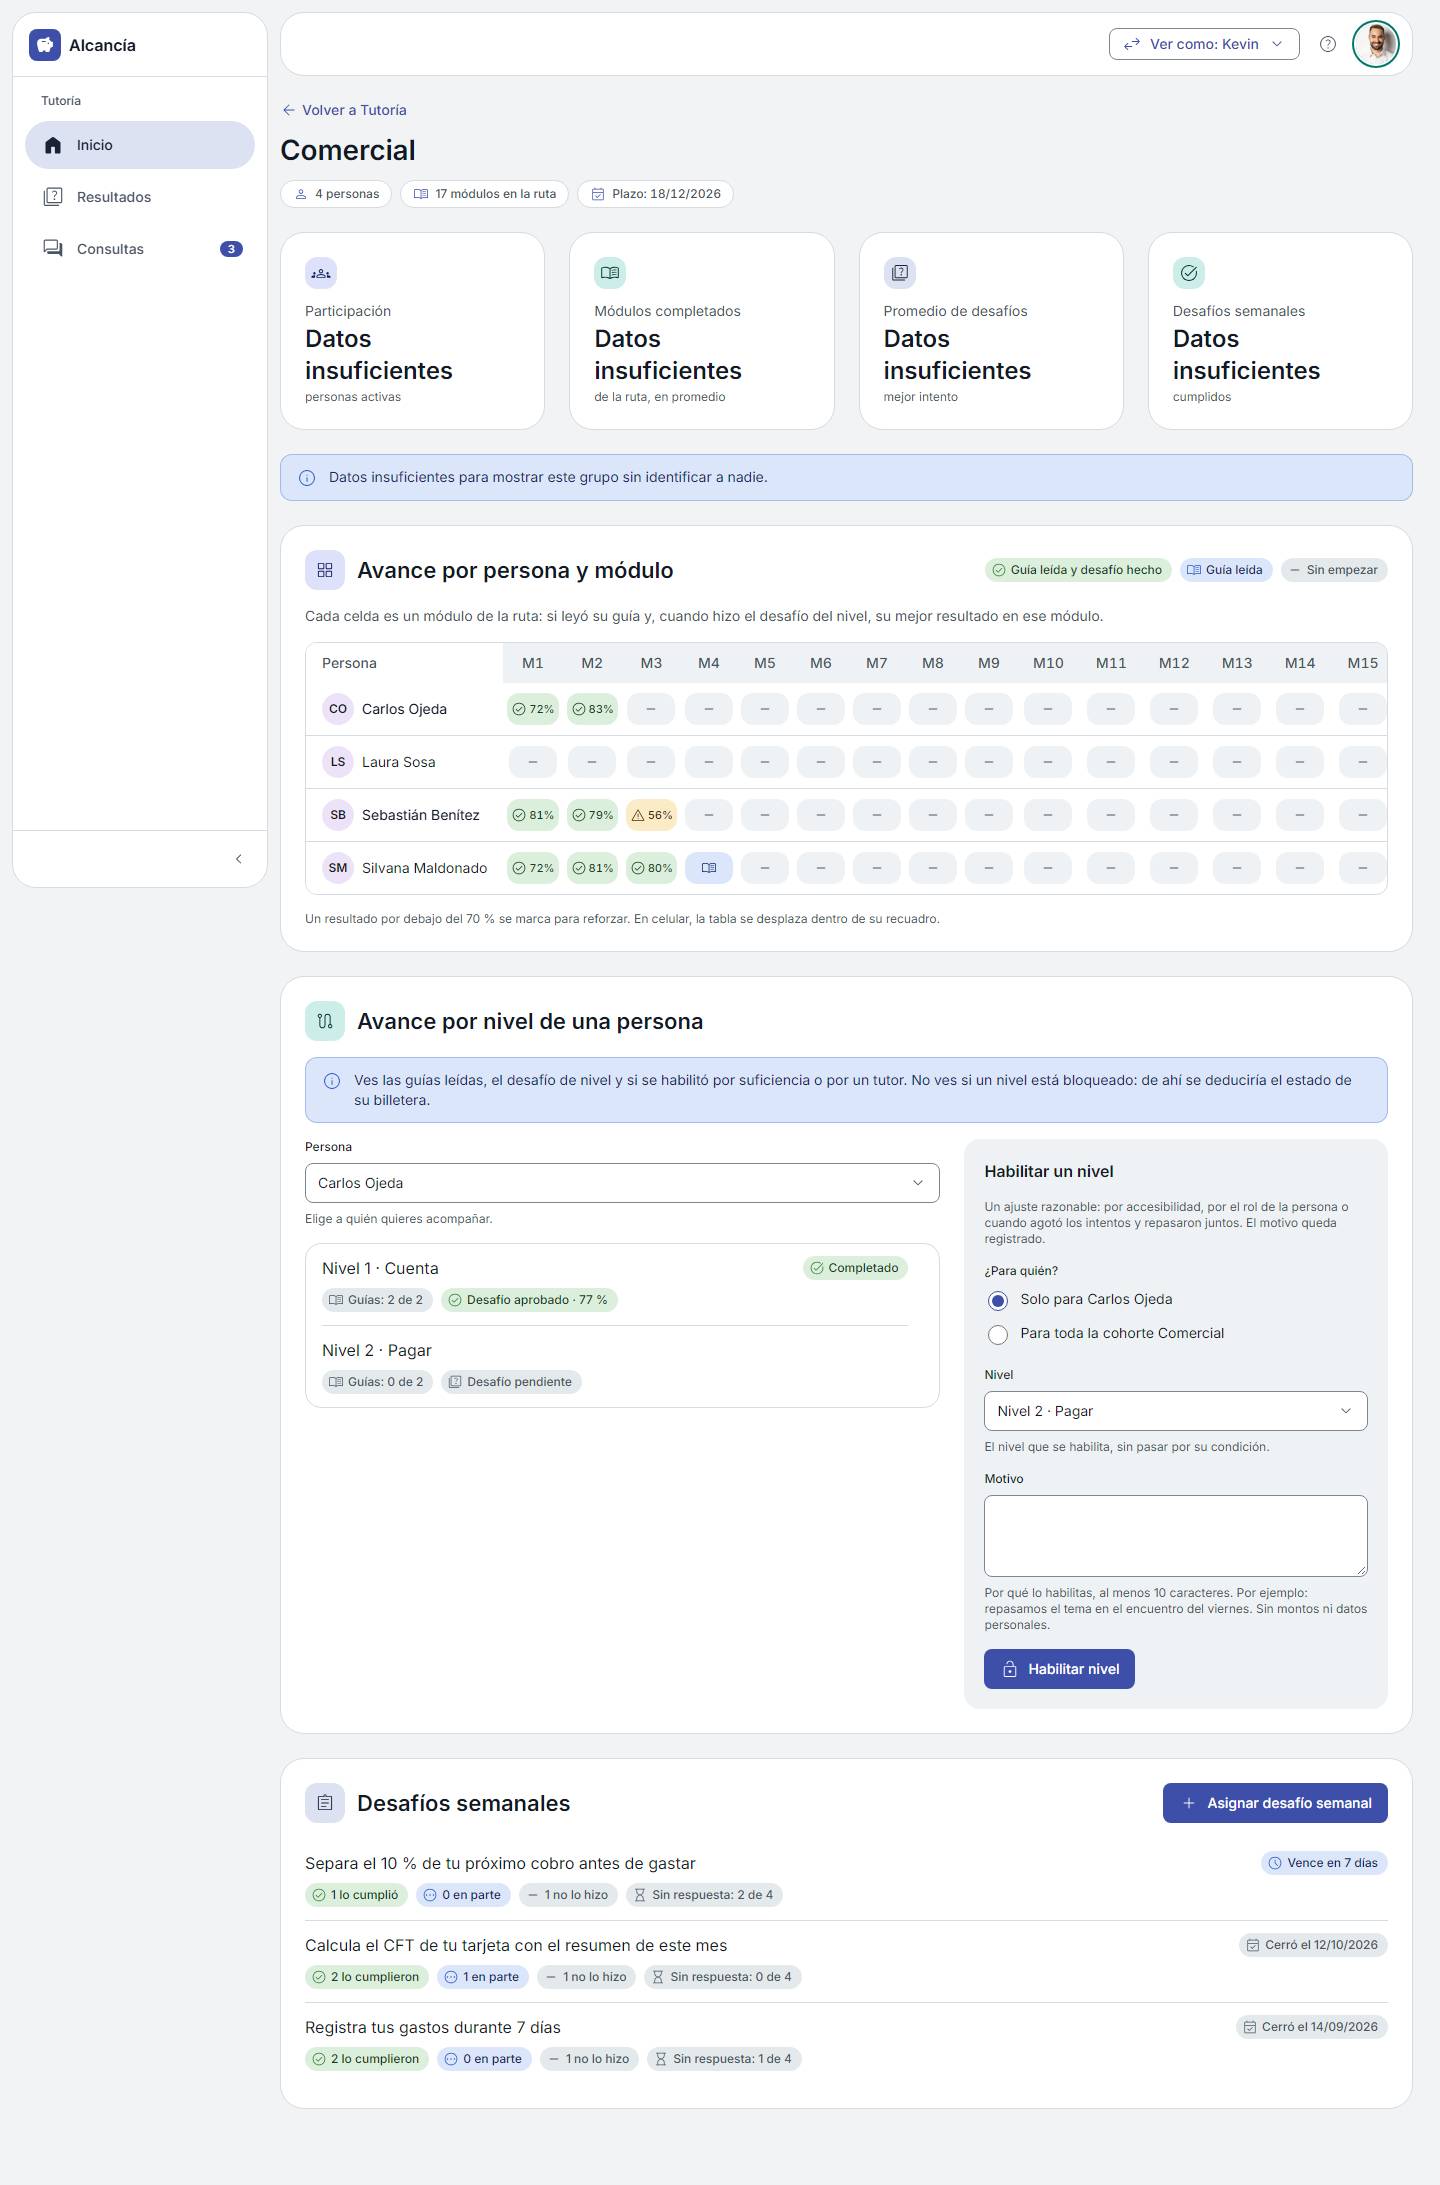 Alcancía
Ver como: Kevin
Tutoría
Inicio
Resultados
Consultas 3
Volver a Tutoría
Comercial
4 personas
17 módulos en la ruta
Plazo: 18/12/2026
Participación
Datos
insuficientes
personas activas
Módulos completados
Datos
insuficientes
de la ruta, en promedio
Promedio de desafíos
Datos
insuficientes
mejor intento
Desafíos semanales
Datos
insuficientes
cumplidos
Datos insuficientes para mostrar este grupo sin identificar a nadie.
Avance por persona y módulo
Guía leída y desafío hecho
Guía leída
– Sin empezar
Cada celda es un módulo de la ruta: si leyó su guía y, cuando hizo el desafío del nivel, su mejor resultado en ese módulo.
Persona M1 M2 M3 M4 M5 M6 M7 M8 M9 M10 M11 M12 M13 M14 M15
CO Carlos Ojeda 72% 83% – – – – – – – – – – – – –
LS Laura Sosa – – – – – – – – – – – – – – –
SB Sebastián Benítez 81% 79% 56% – – – – – – – – – – – –
SM Silvana Maldonado 72% 81% 80% – – – – – – – – – – –
Un resultado por debajo del 70 % se marca para reforzar. En celular, la tabla se desplaza dentro de su recuadro.
Avance por nivel de una persona
Ves las guías leídas, el desafío de nivel y si se habilitó por suficiencia o por un tutor. No ves si un nivel está bloqueado: de ahí se deduciría el estado de
su billetera.
Persona
Carlos Ojeda
Elige a quién quieres acompañar.
Nivel 1 · Cuenta
Completado
Guías: 2 de 2
Desafío aprobado · 77 %
Nivel 2 · Pagar
Guías: 0 de 2
Desafío pendiente
Habilitar un nivel
Un ajuste razonable: por accesibilidad, por el rol de la persona o
cuando agotó los intentos y repasaron juntos. El motivo queda
registrado.
¿Para quién?
Solo para Carlos Ojeda
Para toda la cohorte Comercial
Nivel
Nivel 2 · Pagar
El nivel que se habilita, sin pasar por su condición.
Motivo
Por qué lo habilitas, al menos 10 caracteres. Por ejemplo:
repasamos el tema en el encuentro del viernes. Sin montos ni datos
personales.
Habilitar nivel
Desafíos semanales
+ Asignar desafío semanal
Separa el 10 % de tu próximo cobro antes de gastar
Vence en 7 días
1 lo cumplió
0 en parte
– 1 no lo hizo
Sin respuesta: 2 de 4
Calcula el CFT de tu tarjeta con el resumen de este mes
Cerró el 12/10/2026
2 lo cumplieron
1 en parte
– 1 no lo hizo
Sin respuesta: 0 de 4
Registra tus gastos durante 7 días
Cerró el 14/09/2026
2 lo cumplieron
0 en parte
– 1 no lo hizo
Sin respuesta: 1 de 4